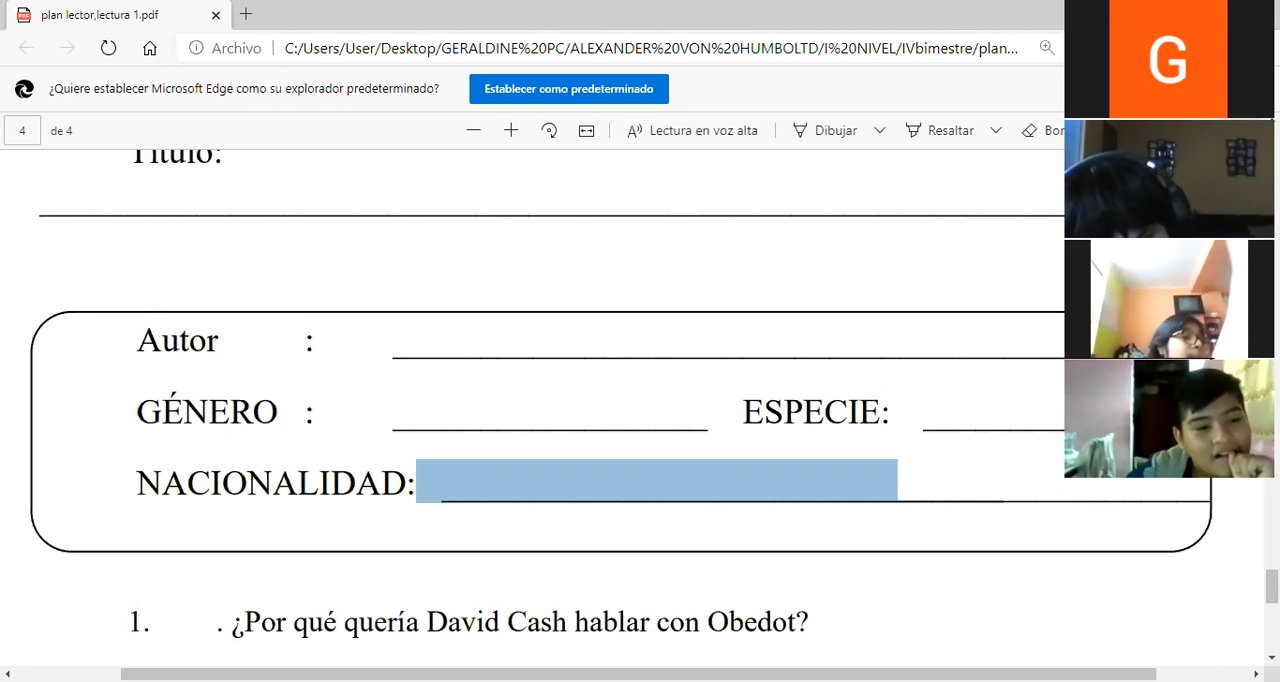 plan lector,lectura 1.pdf
Archivo C:/Users/User/Desktop/GERALDINE%20PC/ALEXANDER%20VON%20HUMBOLTD/I%20NIVEL/IVbimestre/plan...
¿Quiere establecer Microsoft Edge como su explorador predeterminado? Establecer como predeterminado
4 de 4 Lectura en voz alta Dibujar Resaltar Bor
Título:
Autor :
GÉNERO : ESPECIE:
NACIONALIDAD:
1. . ¿Por qué quería David Cash hablar con Obedot?
G